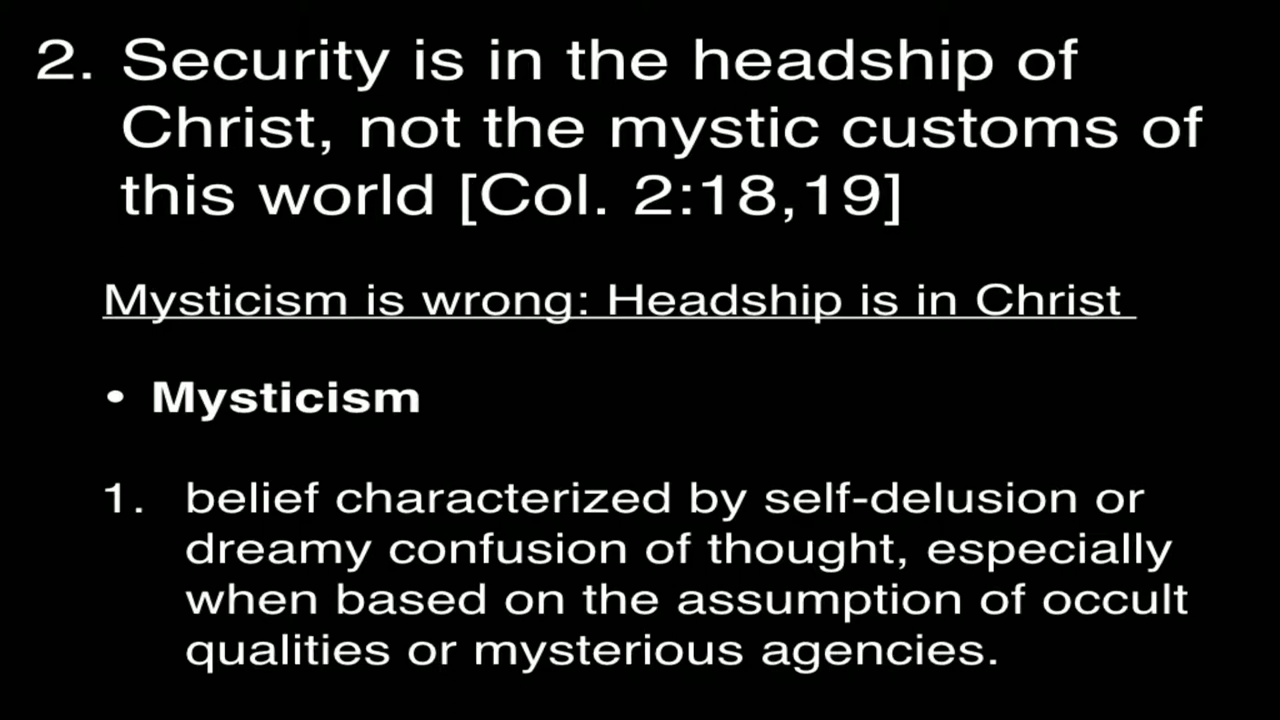 2. Security is in the headship of
Christ, not the mystic customs of
this world [Col. 2:18,19]
Mysticism is wrong: Headship is in Christ
• Mysticism
1. belief characterized by self-delusion or
dreamy confusion of thought, especially
when based on the assumption of occult
qualities or mysterious agencies.